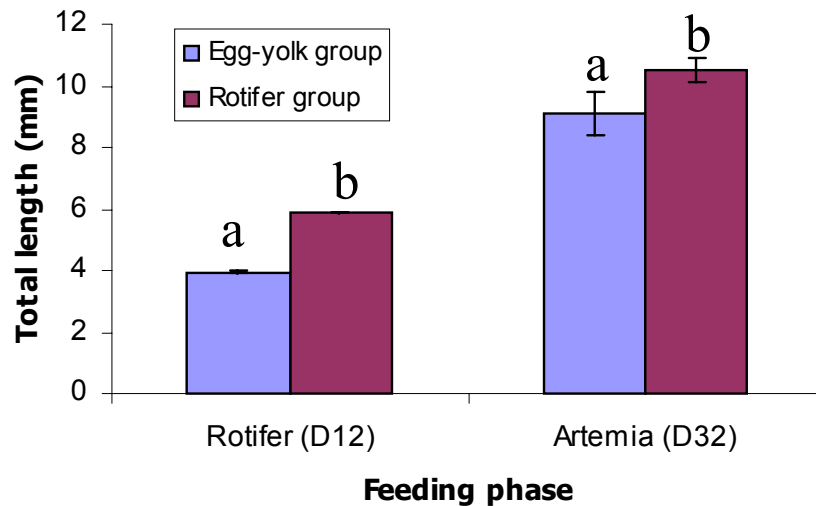 12
10
8
6
4
2
0
Total length (mm)
Egg-yolk group
Rotifer group
a
b
a
b
Rotifer (D12)
Artemia (D32)
Feeding phase